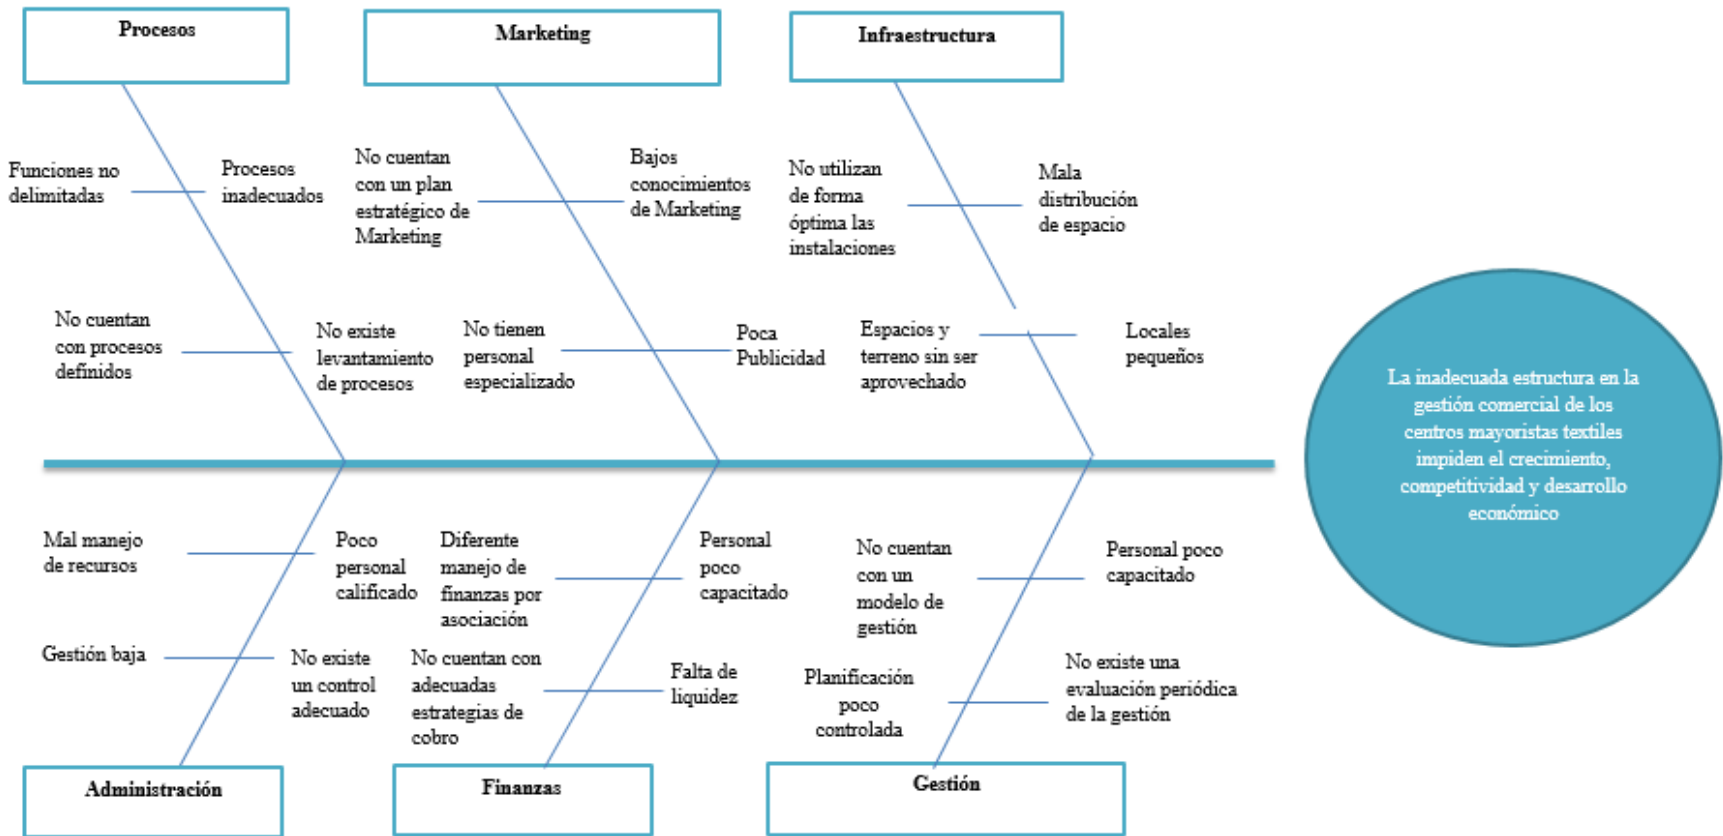 Procesos
Marketing
Infraestructura
Funciones no
delimitadas
Procesos
inadecuados
No cuentan
con un plan
estratégico de
Marketing
Bajos
conocimientos
de Marketing
No utilizan
de forma
óptima las
instalaciones
Mala
distribución
de espacio
No cuentan
con procesos
definidos
No existe
levantamiento
de procesos
No tienen
personal
especializado
Poca
Publicidad
Espacios y
terreno sin ser
aprovechado
Locales
pequeños
La inadecuada estructura en la
gestión comercial de los
centros mayoristas textiles
impiden el crecimiento,
competitividad y desarrollo
económico
Mal manejo
de recursos
Poco
personal
calificado
Diferente
manejo de
finanzas por
asociación
Personal
poco
capacitado
No cuentan
con un
modelo de
gestión
Personal poco
capacitado
Gestión baja
No existe
un control
adecuado
No cuentan con
adecuadas
estrategias de
cobro
Falta de
liquidez
Planificación
poco
controlada
No existe una
evaluación periódica
de la gestión
Administración
Finanzas
Gestión